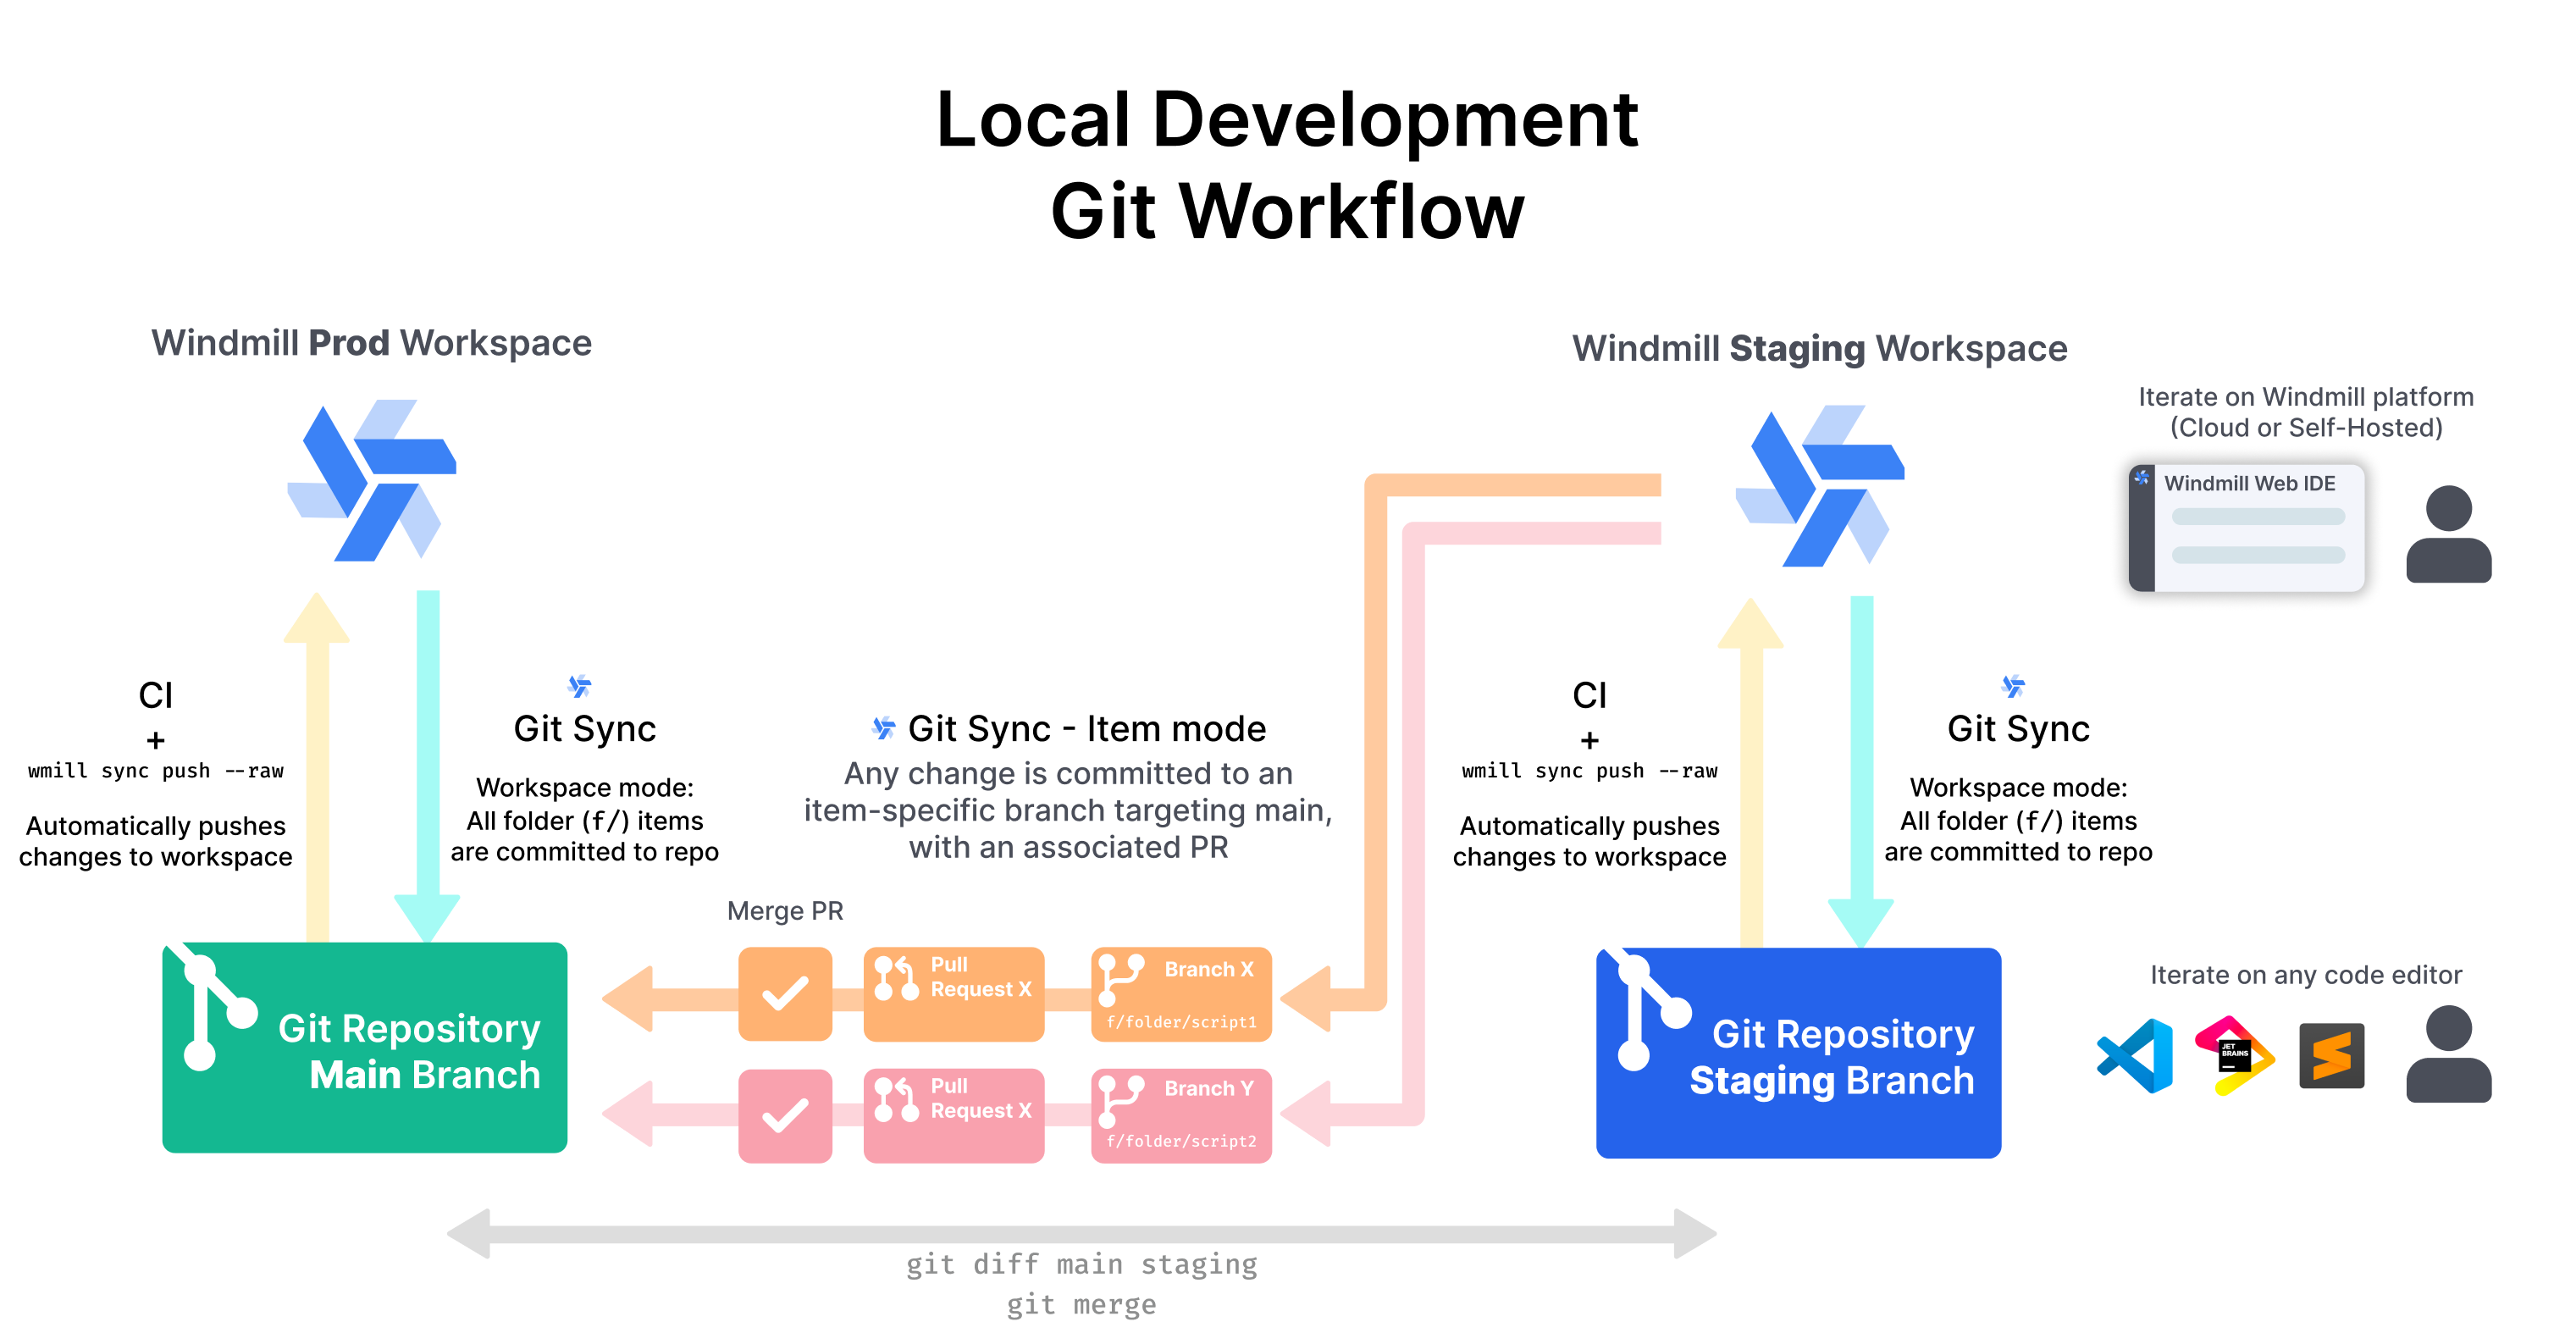 Local Development
Git Workflow
Windmill Prod Workspace
Windmill Staging Workspace
Iterate on Windmill platform
(Cloud or Self-Hosted)
Windmill Web IDE
CI
+
wmill sync push --raw
Automatically pushes
changes to workspace
Git Sync
Workspace mode:
All folder (f/) items
are committed to repo
Git Sync - Item mode
Any change is committed to an
item-specific branch targeting main,
with an associated PR
CI
+
wmill sync push --raw
Automatically pushes
changes to workspace
Git Sync
Workspace mode:
All folder (f/) items
are committed to repo
Merge PR
Pull
Request X
Branch X
f/folder/script1
Pull
Request X
Branch Y
f/folder/script2
Git Repository
Main Branch
Git Repository
Staging Branch
Iterate on any code editor
JET
BRAINS
git diff main staging
git merge